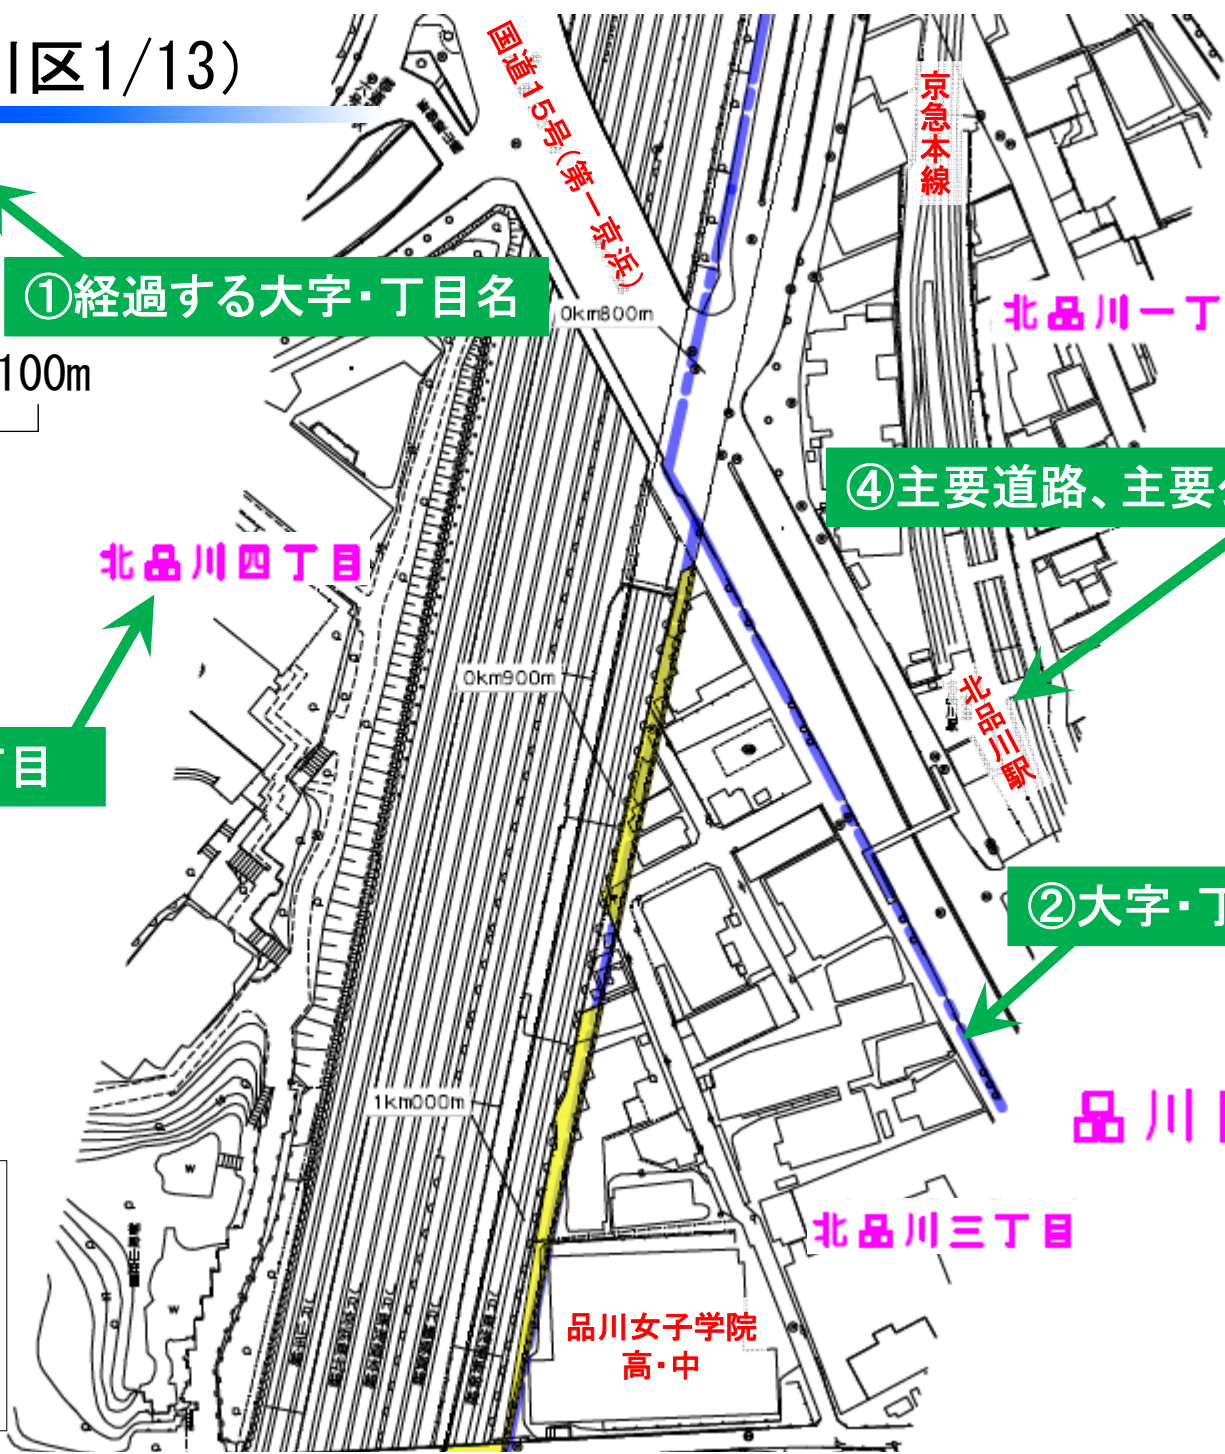 川区1/13)
国道15号(第一京浜)
京急本線
①経過する大字・丁目名
0km800m
北品川一丁
100m
④主要道路、主要
北品川四丁目
0km900m
北品川駅
丁目
②大字・丁
1km000m
品川
北品川三丁目
品川女子学院
高・中
W
W